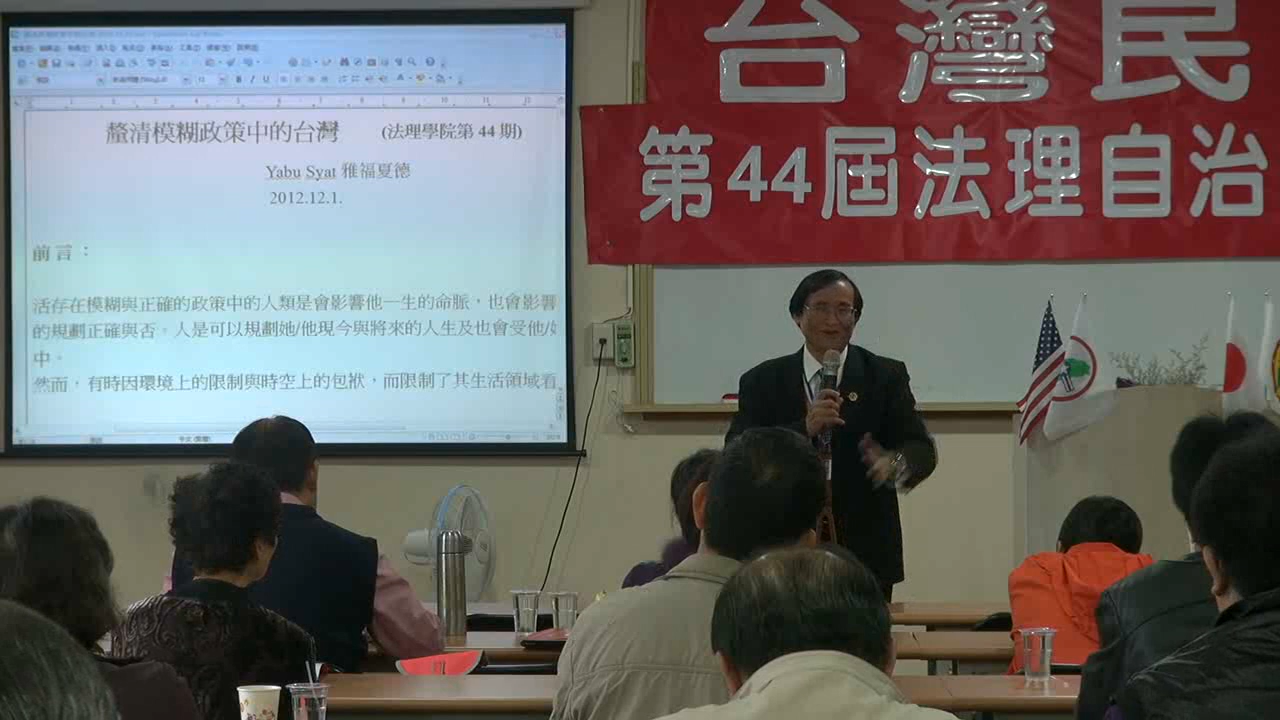 釐清模糊政策中的台灣 (法理學院第 44 期)
Yabu Syat 雅福夏德
2012.12.1.
前言：
活存在模糊與正確的政策中的人類是會影響他一生的命脈，也會影響
的規劃正確與否。人是可以規劃她/他現今與將來的人生及也會受他/
中。
然而，有時因環境上的限制與時空上的包袱，而限制了其生活領域看
台灣民
第44屆法理自治